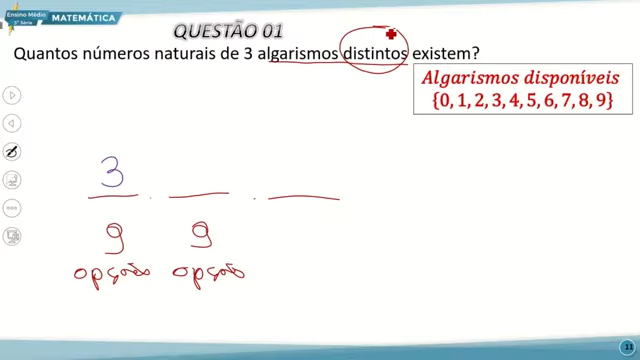 Ensino Médio
3ª Série
MATEMÁTICA
QUESTÃO 01
Quantos números naturais de 3 algarismos distintos existem?
Algarismos disponíveis
{0, 1, 2, 3, 4, 5, 6, 7, 8, 9}
3
9 9
opções opção
11